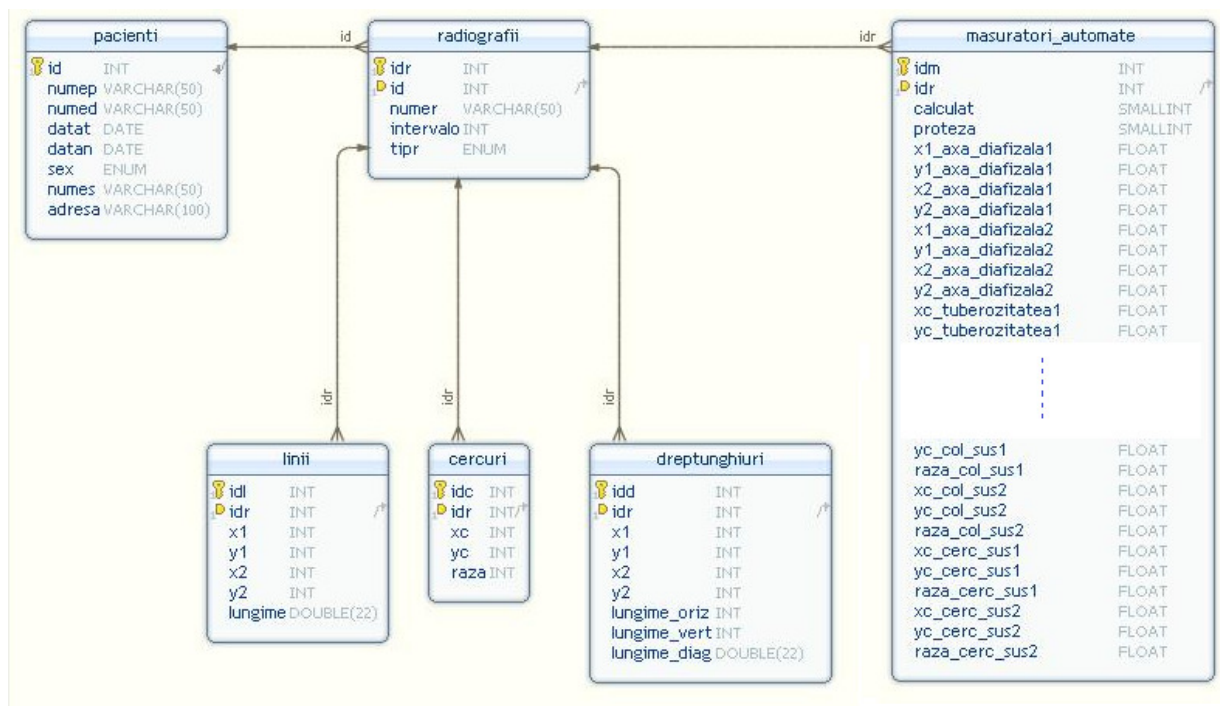 pacienti
id INT
numep VARCHAR(50)
numed VARCHAR(50)
datat DATE
datan DATE
sex ENUM
numes VARCHAR(50)
adresa VARCHAR(100)
id
radiografii
idr INT
id INT
numer VARCHAR(50)
intervalo INT
tipr ENUM
idr
masuratori_automate
idm INT
idr INT
calculat SMALLINT
proteza SMALLINT
x1_axa_diafizala1 FLOAT
y1_axa_diafizala1 FLOAT
x2_axa_diafizala1 FLOAT
y2_axa_diafizala1 FLOAT
x1_axa_diafizala2 FLOAT
y1_axa_diafizala2 FLOAT
x2_axa_diafizala2 FLOAT
y2_axa_diafizala2 FLOAT
xc_tuberozitatea1 FLOAT
yc_tuberozitatea1 FLOAT
yc_col_sus1 FLOAT
raza_col_sus1 FLOAT
xc_col_sus2 FLOAT
yc_col_sus2 FLOAT
raza_col_sus2 FLOAT
xc_cerc_sus1 FLOAT
yc_cerc_sus1 FLOAT
raza_cerc_sus1 FLOAT
xc_cerc_sus2 FLOAT
yc_cerc_sus2 FLOAT
raza_cerc_sus2 FLOAT
idr
idr
idr
linii
idl INT
idr INT
x1 INT
y1 INT
x2 INT
y2 INT
lungime DOUBLE(22)
cercuri
idc INT
idr INT
xc INT
yc INT
raza INT
dreptunghiuri
idd INT
idr INT
x1 INT
y1 INT
x2 INT
y2 INT
lungime_oriz INT
lungime_vert INT
lungime_diag DOUBLE(22)